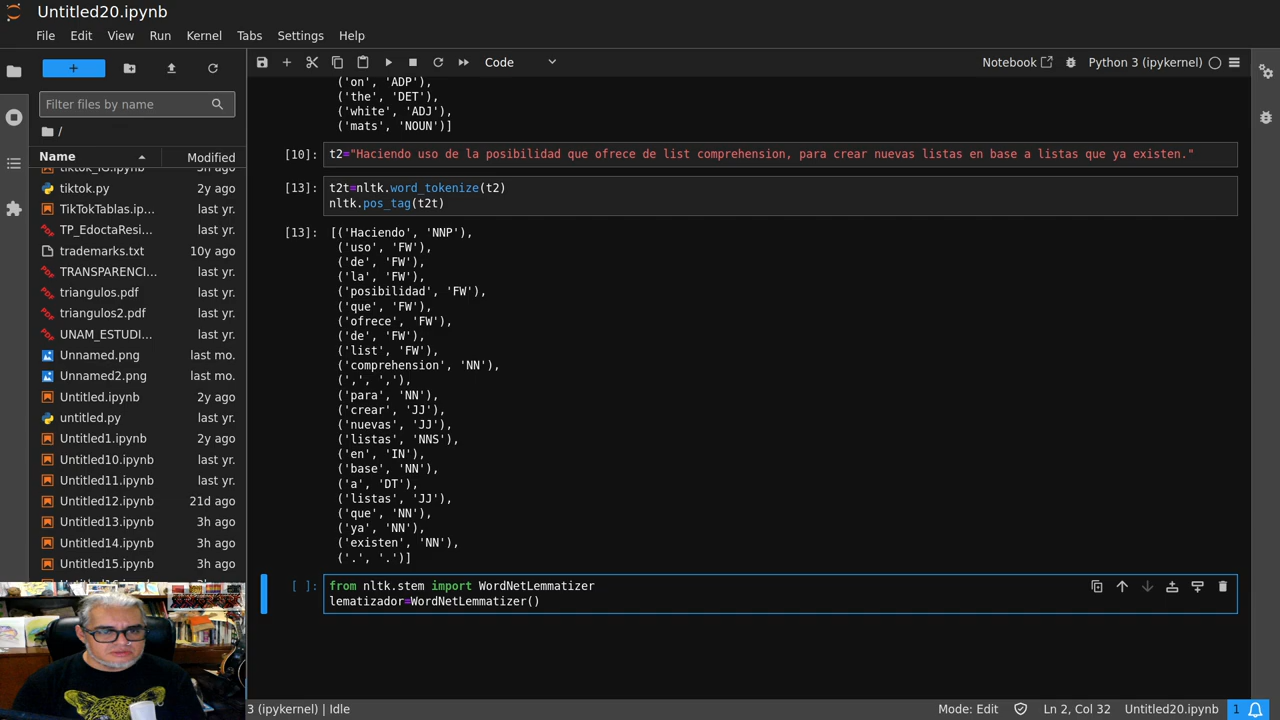 Untitled20.ipynb
File Edit View Run Kernel Tabs Settings Help
+ Code Notebook Python 3 (ipykernel)
Filter files by name
/
Name Modified
tiktok_IG.ipynb last yr.
tiktok.py 2y ago
TikTokTablas.ip... last yr.
TP_EdoctaResi... last yr.
trademarks.txt 10y ago
TRANSPARENCI... last yr.
triangulos.pdf last yr.
triangulos2.pdf last yr.
UNAM_ESTUDI... last yr.
Unnamed.png last mo.
Unnamed2.png last mo.
Untitled.ipynb 2y ago
untitled.py last yr.
Untitled1.ipynb 2y ago
Untitled10.ipynb last yr.
Untitled11.ipynb last yr.
Untitled12.ipynb 21d ago
Untitled13.ipynb 3h ago
Untitled14.ipynb 3h ago
Untitled15.ipynb 3h ago
('on', 'ADP'),
('the', 'DET'),
('white', 'ADJ'),
('mats', 'NOUN')]
[10]: t2="Haciendo uso de la posibilidad que ofrece de list comprehension, para crear nuevas listas en base a listas que ya existen."
[13]: t2t=nltk.word_tokenize(t2)
nltk.pos_tag(t2t)
[13]: [('Haciendo', 'NNP'),
('uso', 'FW'),
('de', 'FW'),
('la', 'FW'),
('posibilidad', 'FW'),
('que', 'FW'),
('ofrece', 'FW'),
('de', 'FW'),
('list', 'FW'),
('comprehension', 'NN'),
(',', ','),
('para', 'NN'),
('crear', 'JJ'),
('nuevas', 'JJ'),
('listas', 'NNS'),
('en', 'IN'),
('base', 'NN'),
('a', 'DT'),
('listas', 'JJ'),
('que', 'NN'),
('ya', 'NN'),
('existen', 'NN'),
('.', '.')]
[ ]: from nltk.stem import WordNetLemmatizer
lematizador=WordNetLemmatizer()
3 (ipykernel) | Idle Mode: Edit Ln 2, Col 32 Untitled20.ipynb 1